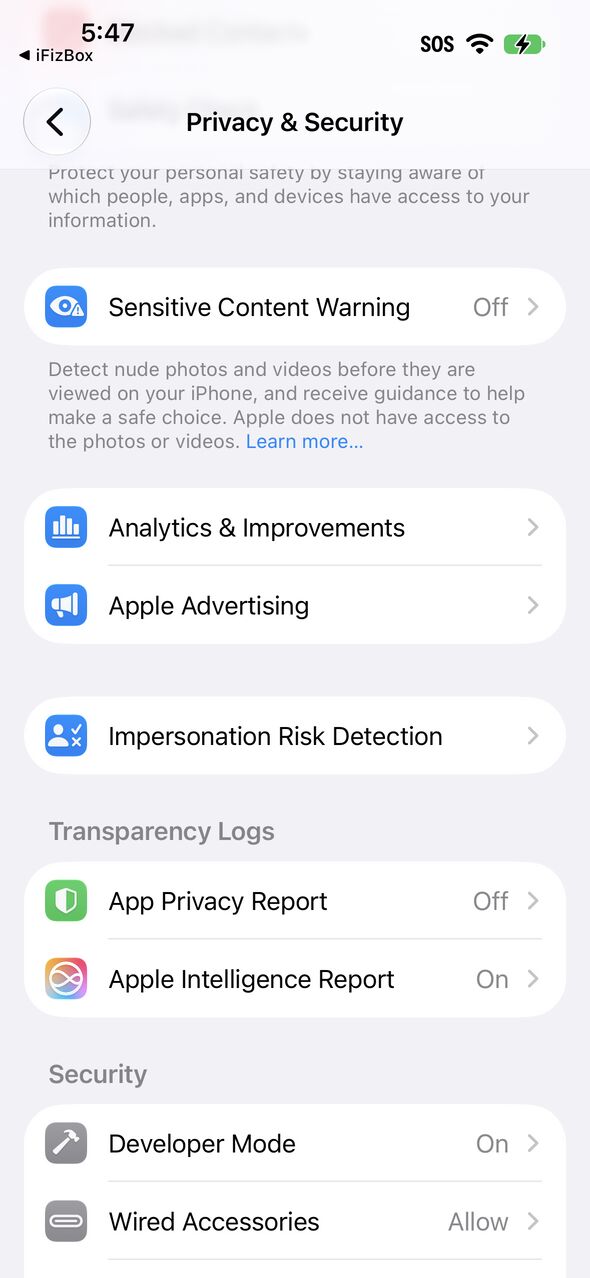 5:47
SOS
◀ iFizBox
Privacy & Security
Protect your personal safety by staying aware of
which people, apps, and devices have access to your
information.
Sensitive Content Warning Off
Detect nude photos and videos before they are
viewed on your iPhone, and receive guidance to help
make a safe choice. Apple does not have access to
the photos or videos. Learn more...
Analytics & Improvements
Apple Advertising
Impersonation Risk Detection
Transparency Logs
App Privacy Report Off
Apple Intelligence Report On
Security
Developer Mode On
Wired Accessories Allow